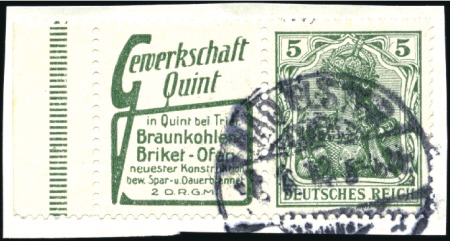 Gewerkschaft
Quint
in Quint bei Trier
Braunkohlen
Briket-Ofen
neuester Konstruktion
bew. Spar-u. Dauerbrenner
2 D.R.G.M.
5 5
DEUTSCHES REICH